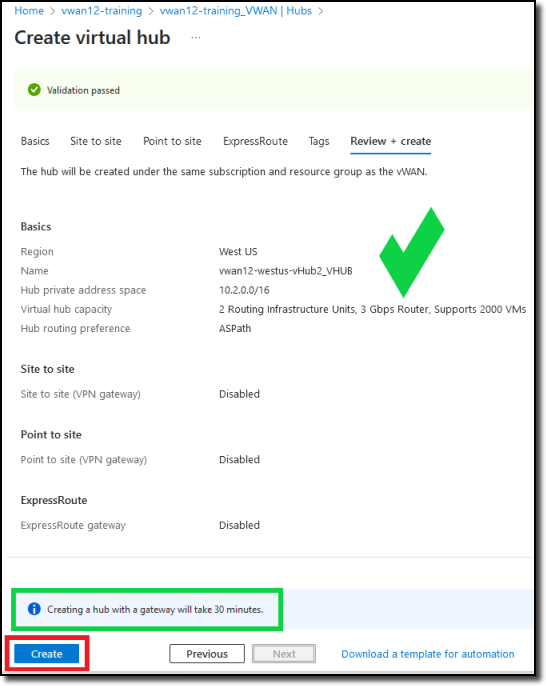 Home > vwan12-training > vwan12-training_VWAN | Hubs >
Create virtual hub ...
Validation passed
Basics Site to site Point to site ExpressRoute Tags Review + create
The hub will be created under the same subscription and resource group as the vWAN.
Basics
Region West US
Name vwan12-westus-vHub2_VHUB
Hub private address space 10.2.0.0/16
Virtual hub capacity 2 Routing Infrastructure Units, 3 Gbps Router, Supports 2000 VMs
Hub routing preference ASPath
Site to site
Site to site (VPN gateway) Disabled
Point to site
Point to site (VPN gateway) Disabled
ExpressRoute
ExpressRoute gateway Disabled
Creating a hub with a gateway will take 30 minutes.
Create Previous Next Download a template for automation